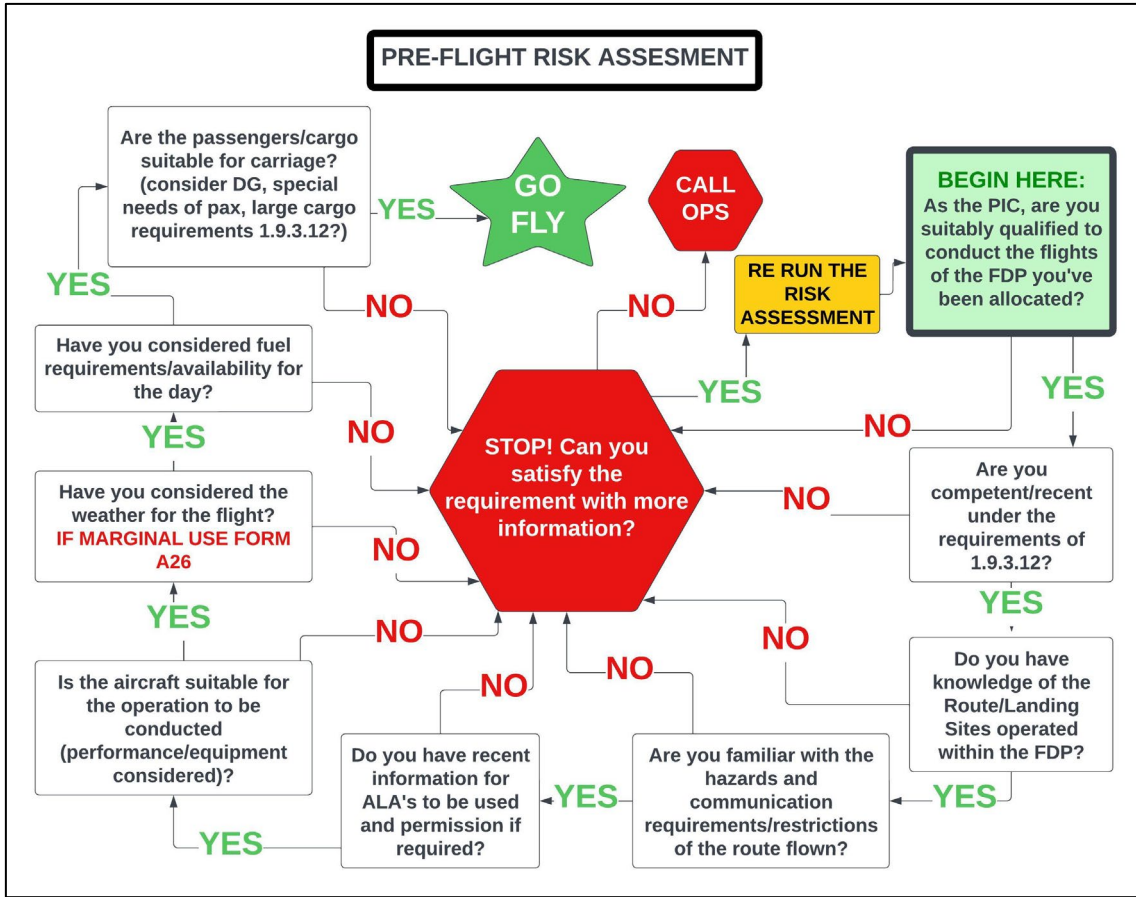 PRE-FLIGHT RISK ASSESMENT
BEGIN HERE:
As the PIC, are you
suitably qualified to
conduct the flights
of the FDP you've
been allocated?
YES
NO
Are you
competent/recent
under the
requirements of
1.9.3.12?
YES
NO
Do you have
knowledge of the
Route/Landing
Sites operated
within the FDP?
YES
NO
Are you familiar with the
hazards and
communication
requirements/restrictions
of the route flown?
YES
NO
Do you have recent
information for
ALA's to be used
and permission if
required?
YES
NO
Is the aircraft suitable for
the operation to be
conducted
(performance/equipment
considered)?
YES
NO
Have you considered the
weather for the flight?
IF MARGINAL USE FORM
A26
YES
NO
Have you considered fuel
requirements/availability for
the day?
YES
NO
Are the passengers/cargo
suitable for carriage?
(consider DG, special
needs of pax, large cargo
requirements 1.9.3.12?)
YES
NO
GO
FLY
STOP! Can you
satisfy the
requirement with more
information?
NO
CALL
OPS
YES
RE RUN THE
RISK
ASSESSMENT